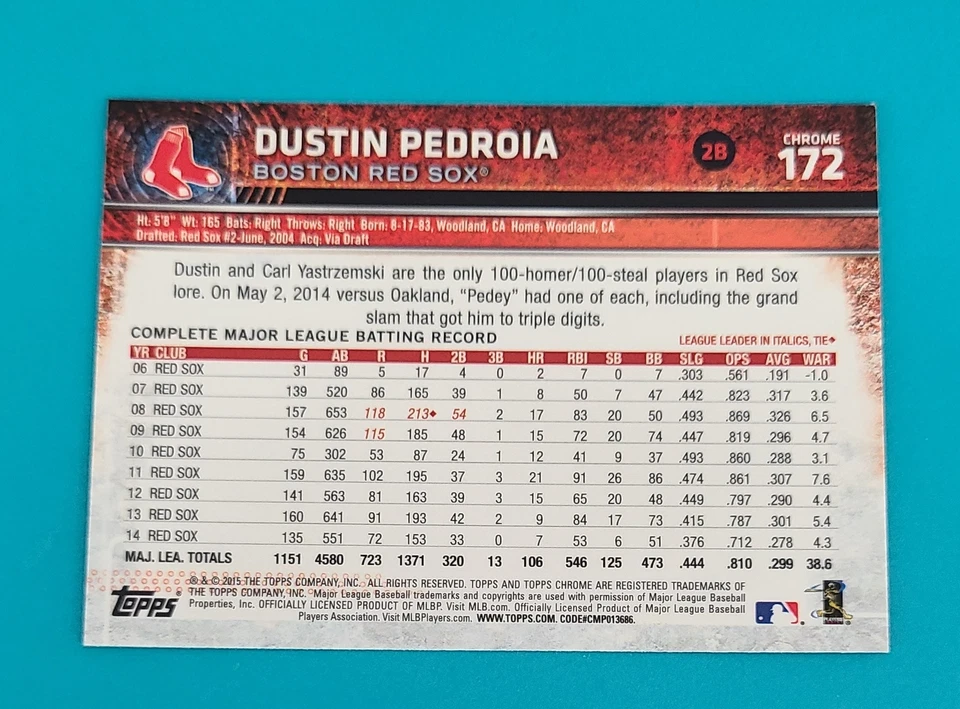 DUSTIN PEDROIA
BOSTON RED SOX®
2B
CHROME
172
Ht: 5'8" Wt: 165 Bats: Right Throws: Right Born: 8-17-83, Woodland, CA Home: Woodland, CA
Drafted: Red Sox #2-June, 2004 Acq: Via Draft
Dustin and Carl Yastrzemski are the only 100-homer/100-steal players in Red Sox
lore. On May 2, 2014 versus Oakland, "Pedey" had one of each, including the grand
slam that got him to triple digits.
COMPLETE MAJOR LEAGUE BATTING RECORD
LEAGUE LEADER IN ITALICS, TIE♦
YR CLUB G AB R H 2B 3B HR RBI SB BB SLG OPS AVG WAR
06 RED SOX 31 89 5 17 4 0 2 7 0 7 .303 .561 .191 -1.0
07 RED SOX 139 520 86 165 39 1 8 50 7 47 .442 .823 .317 3.6
08 RED SOX 157 653 118 213♦ 54 2 17 83 20 50 .493 .869 .326 6.5
09 RED SOX 154 626 115 185 48 1 15 72 20 74 .447 .819 .296 4.7
10 RED SOX 75 302 53 87 24 1 12 41 9 37 .493 .860 .288 3.1
11 RED SOX 159 635 102 195 37 3 21 91 26 86 .474 .861 .307 7.6
12 RED SOX 141 563 81 163 39 3 15 65 20 48 .449 .797 .290 4.4
13 RED SOX 160 641 91 193 42 2 9 84 17 73 .415 .787 .301 5.4
14 RED SOX 135 551 72 153 33 0 7 53 6 51 .376 .712 .278 4.3
MAJ. LEA. TOTALS 1151 4580 723 1371 320 13 106 546 125 473 .444 .810 .299 38.6
® & © 2015 THE TOPPS COMPANY, INC. ALL RIGHTS RESERVED. TOPPS AND TOPPS CHROME ARE REGISTERED TRADEMARKS OF
THE TOPPS COMPANY, INC. Major League Baseball trademarks and copyrights are used with permission of Major League Baseball
Properties, Inc. OFFICIALLY LICENSED PRODUCT OF MLBP. Visit MLB.com. Officially Licensed Product of Major League Baseball
Players Association. Visit MLBPlayers.com. WWW.TOPPS.COM. CODE#CMP013686.
TOPPS®
PLAYERS